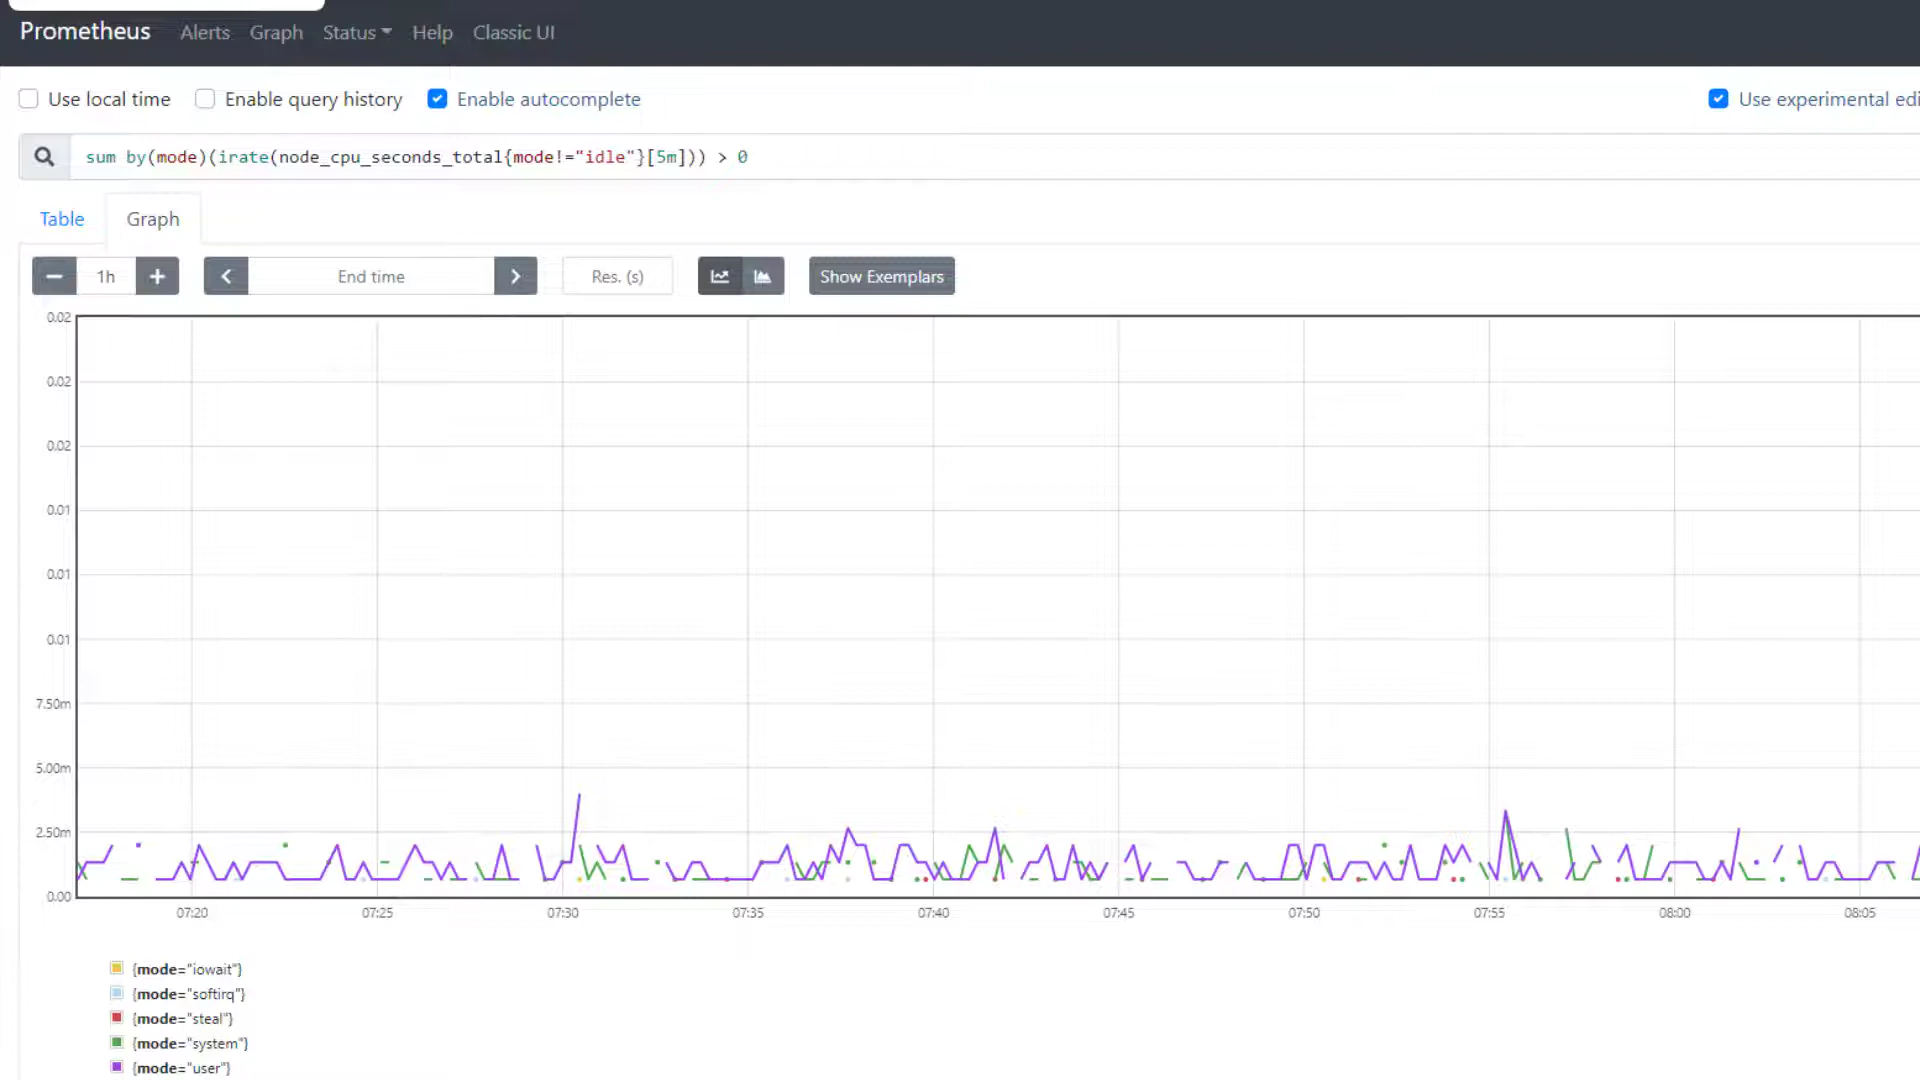 Prometheus Alerts Graph Status Help Classic UI
Use local time Enable query history Enable autocomplete Use experimental edi
sum by(mode)(irate(node_cpu_seconds_total{mode!="idle"}[5m])) > 0
Table Graph
1h End time Res. (s) Show Exemplars
0.02
0.02
0.02
0.01
0.01
0.01
7.50m
5.00m
2.50m
0.00
07:20 07:25 07:30 07:35 07:40 07:45 07:50 07:55 08:00 08:05
{mode="iowait"}
{mode="softirq"}
{mode="steal"}
{mode="system"}
{mode="user"}